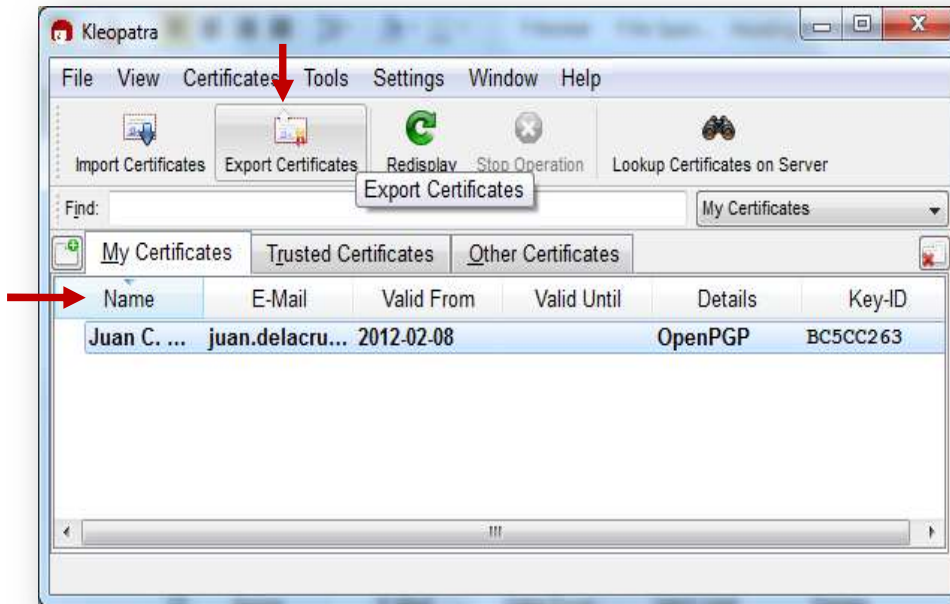 Kleopatra
File View Certificates Tools Settings Window Help
Import Certificates Export Certificates Redisplay Stop Operation Lookup Certificates on Server
Export Certificates
Find: My Certificates
My Certificates Trusted Certificates Other Certificates
Name E-Mail Valid From Valid Until Details Key-ID
Juan C. ... juan.delacru... 2012-02-08 OpenPGP BC5CC263